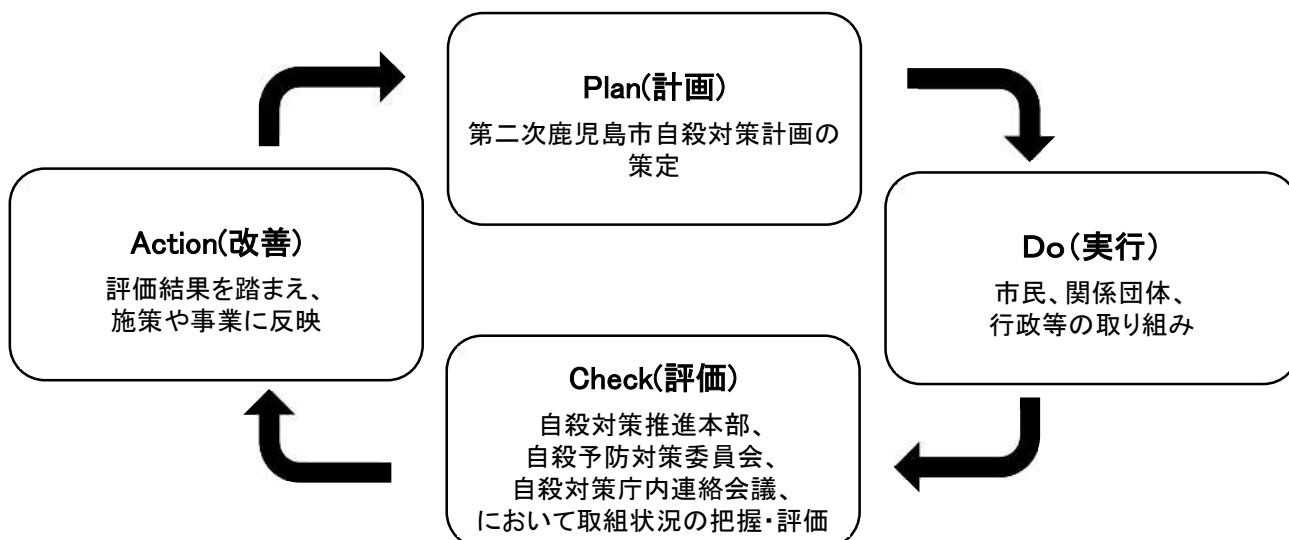 Plan(計画)
第二次鹿児島市自殺対策計画の
策定
Do(実行)
市民、関係団体、
行政等の取り組み
Check(評価)
自殺対策推進本部、
自殺予防対策委員会、
自殺対策庁内連絡会議、
において取組状況の把握・評価
Action(改善)
評価結果を踏まえ、
施策や事業に反映